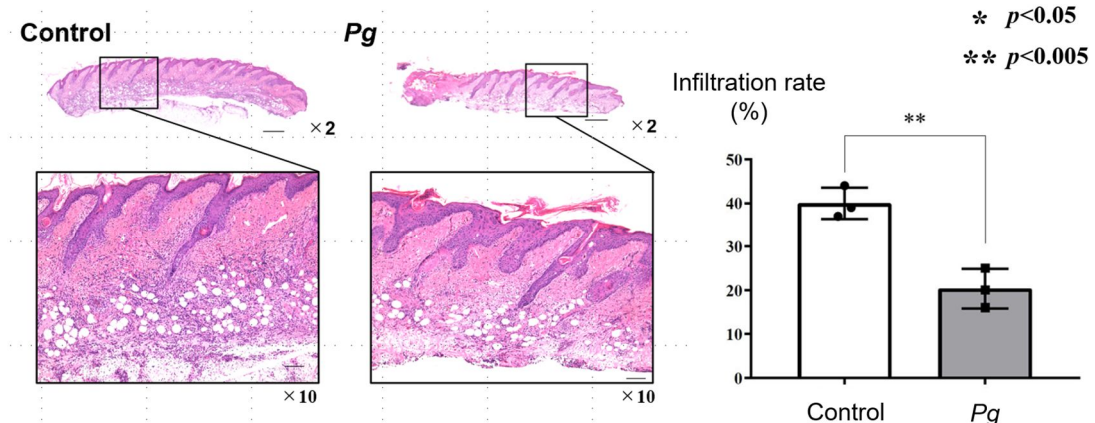 Control
Pg
×2
×2
×10
×10
* p<0.05
** p<0.005
Infiltration rate
(%)
**
50
40
30
20
10
0
Control
Pg